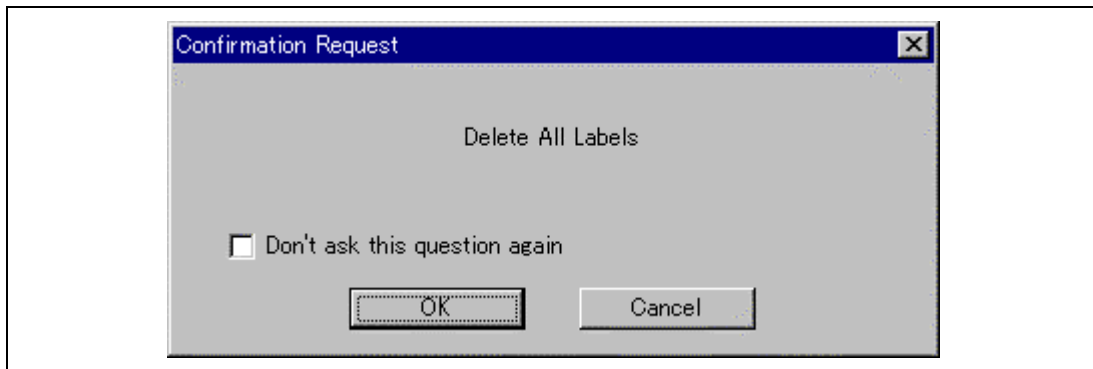 Confirmation Request
Delete All Labels
Don't ask this question again
OK
Cancel